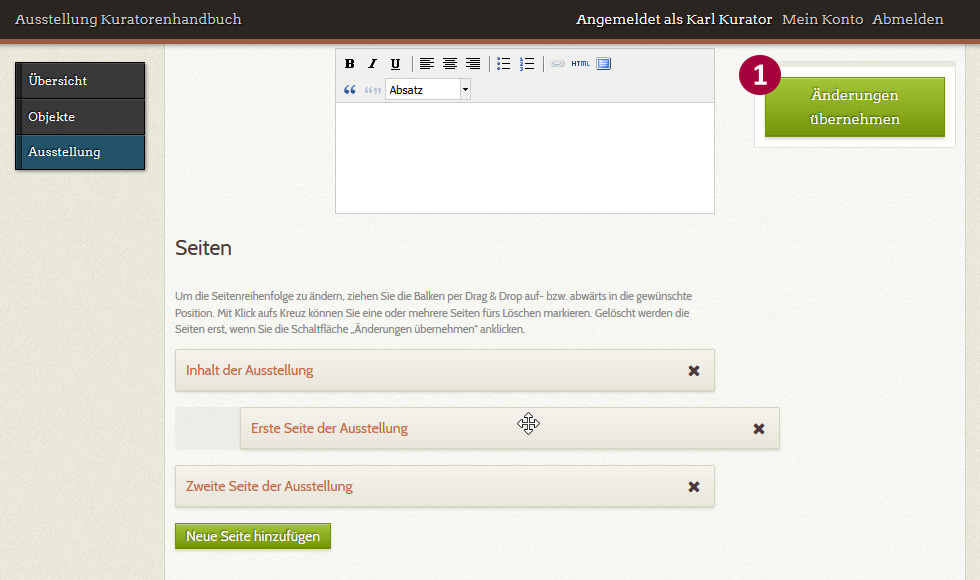 Ausstellung Kuratorenhandbuch
Angemeldet als Karl Kurator Mein Konto Abmelden
Übersicht
Objekte
Ausstellung
B I U
HTML
Absatz
1
Änderungen
übernehmen
Seiten
Um die Seitenreihenfolge zu ändern, ziehen Sie die Balken per Drag & Drop auf- bzw. abwärts in die gewünschte
Position. Mit Klick aufs Kreuz können Sie eine oder mehrere Seiten fürs Löschen markieren. Gelöscht werden die
Seiten erst, wenn Sie die Schaltfläche „Änderungen übernehmen" anklicken.
Inhalt der Ausstellung
Erste Seite der Ausstellung
Zweite Seite der Ausstellung
Neue Seite hinzufügen